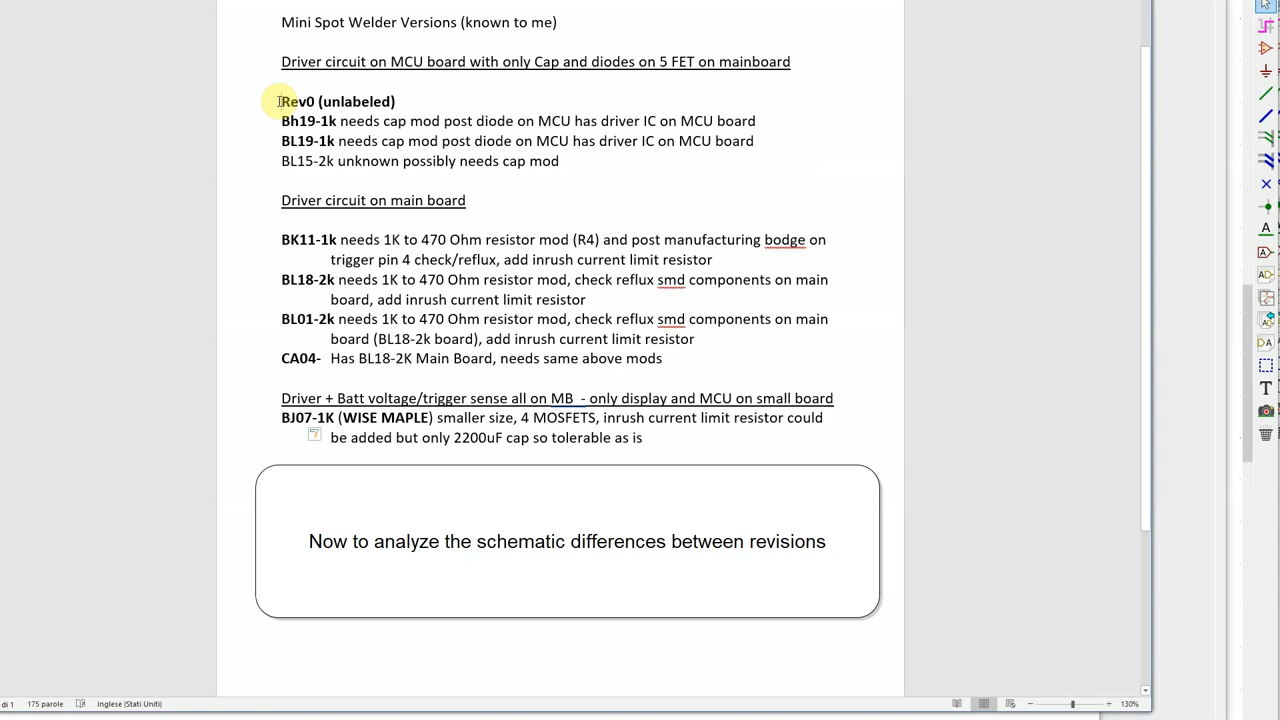 Mini Spot Welder Versions (known to me)
Driver circuit on MCU board with only Cap and diodes on 5 FET on mainboard
Rev0 (unlabeled)
Bh19-1k needs cap mod post diode on MCU has driver IC on MCU board
BL19-1k needs cap mod post diode on MCU has driver IC on MCU board
BL15-2k unknown possibly needs cap mod
Driver circuit on main board
BK11-1k needs 1K to 470 Ohm resistor mod (R4) and post manufacturing bodge on
trigger pin 4 check/reflux, add inrush current limit resistor
BL18-2k needs 1K to 470 Ohm resistor mod, check reflux smd components on main
board, add inrush current limit resistor
BL01-2k needs 1K to 470 Ohm resistor mod, check reflux smd components on main
board (BL18-2k board), add inrush current limit resistor
CA04- Has BL18-2K Main Board, needs same above mods
Driver + Batt voltage/trigger sense all on MB - only display and MCU on small board
BJ07-1K (WISE MAPLE) smaller size, 4 MOSFETS, inrush current limit resistor could
be added but only 2200uF cap so tolerable as is
Now to analyze the schematic differences between revisions
di 1 175 parole Inglese (Stati Uniti) 130%